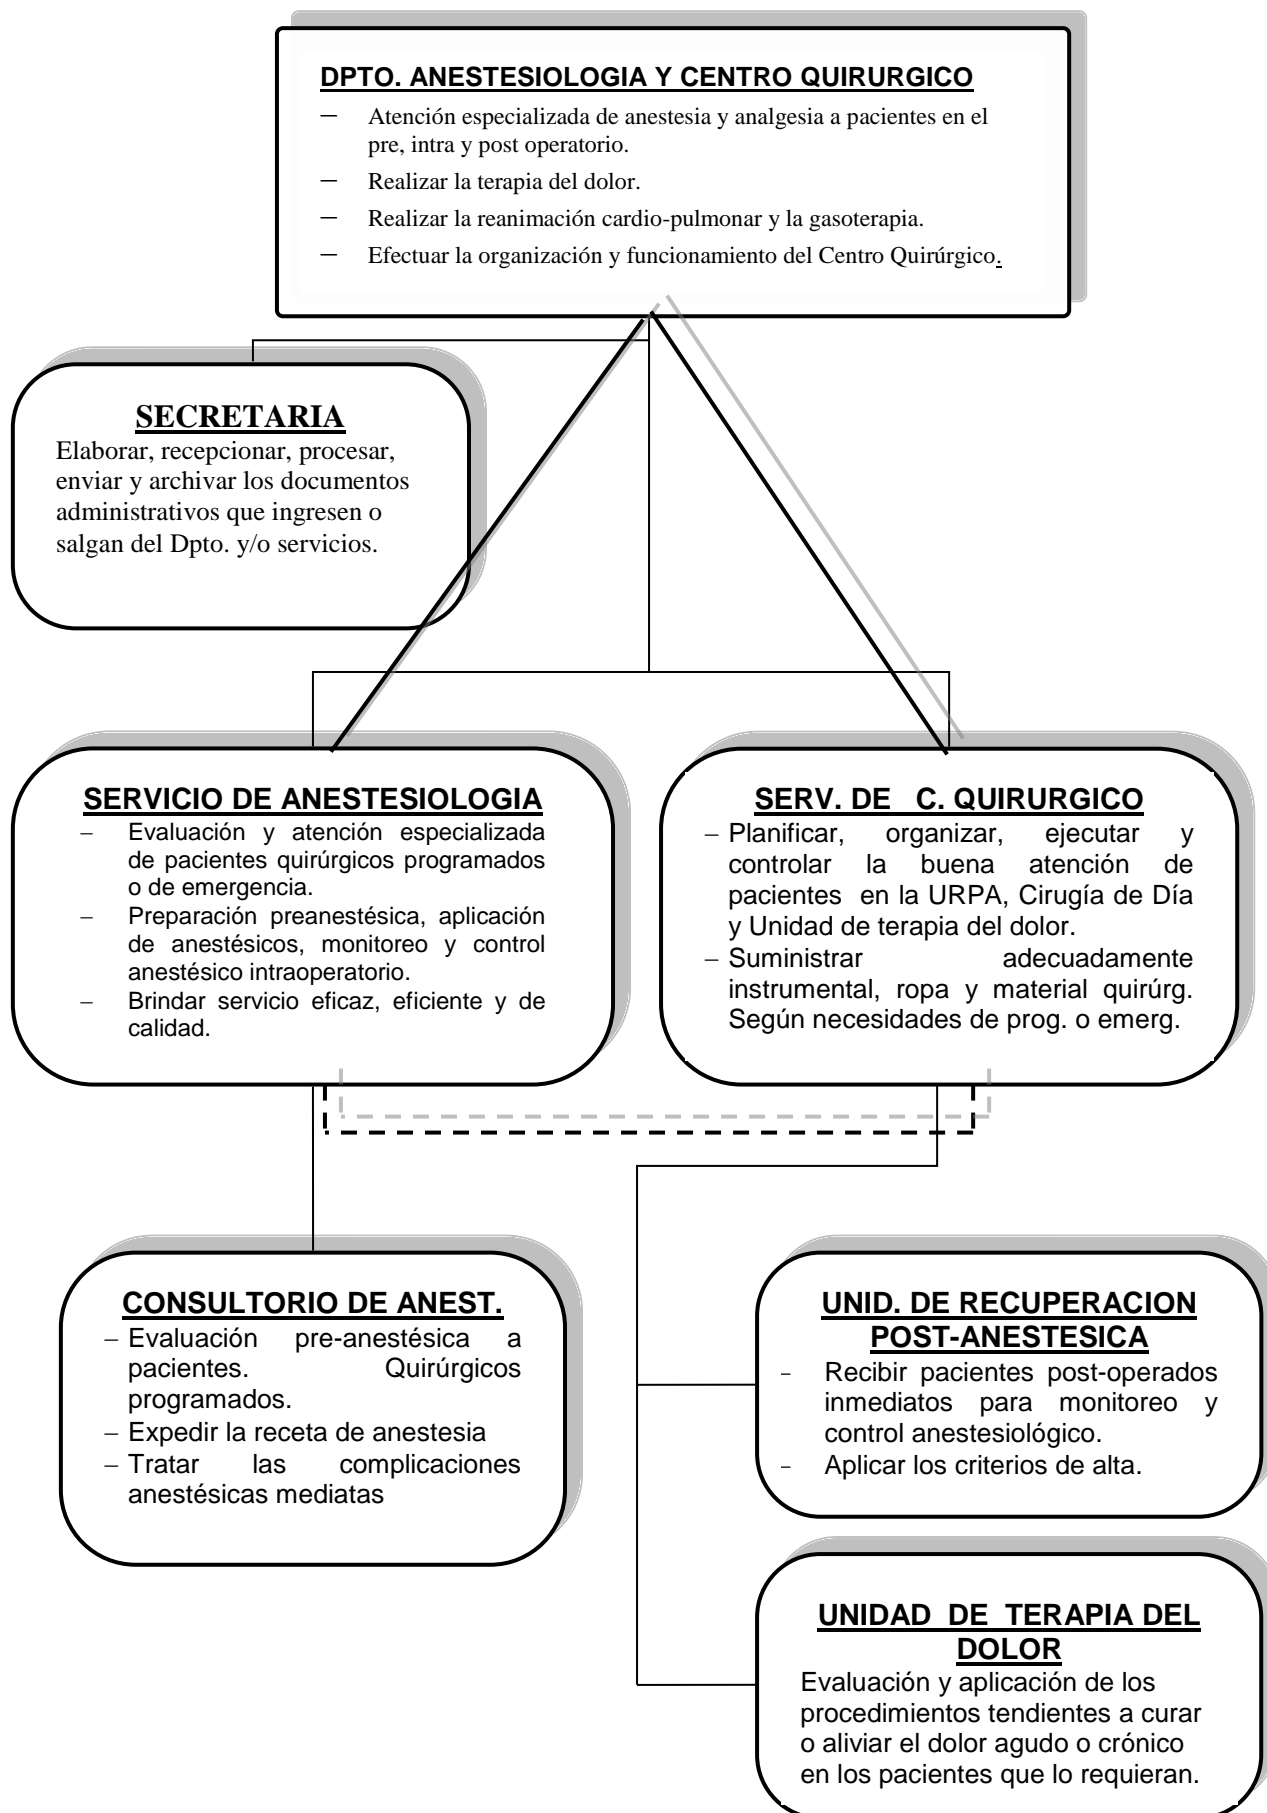 DPTO. ANESTESIOLOGIA Y CENTRO QUIRURGICO
— Atención especializada de anestesia y analgesia a pacientes en el
pre, intra y post operatorio.
— Realizar la terapia del dolor.
— Realizar la reanimación cardio-pulmonar y la gasoterapia.
— Efectuar la organización y funcionamiento del Centro Quirúrgico.
SECRETARIA
Elaborar, recepcionar, procesar,
enviar y archivar los documentos
administrativos que ingresen o
salgan del Dpto. y/o servicios.
SERVICIO DE ANESTESIOLOGIA
– Evaluación y atención especializada
de pacientes quirúrgicos programados
o de emergencia.
– Preparación preanestésica, aplicación
de anestésicos, monitoreo y control
anestésico intraoperatorio.
– Brindar servicio eficaz, eficiente y de
calidad.
SERV. DE C. QUIRURGICO
– Planificar, organizar, ejecutar y
controlar la buena atención de
pacientes en la URPA, Cirugía de Día
y Unidad de terapia del dolor.
– Suministrar adecuadamente
instrumental, ropa y material quirúrg.
Según necesidades de prog. o emerg.
CONSULTORIO DE ANEST.
– Evaluación pre-anestésica a
pacientes. Quirúrgicos
programados.
– Expedir la receta de anestesia
– Tratar las complicaciones
anestésicas mediatas
UNID. DE RECUPERACION
POST-ANESTESICA
- Recibir pacientes post-operados
inmediatos para monitoreo y
control anestesiológico.
- Aplicar los criterios de alta.
UNIDAD DE TERAPIA DEL
DOLOR
Evaluación y aplicación de los
procedimientos tendientes a curar
o aliviar el dolor agudo o crónico
en los pacientes que lo requieran.